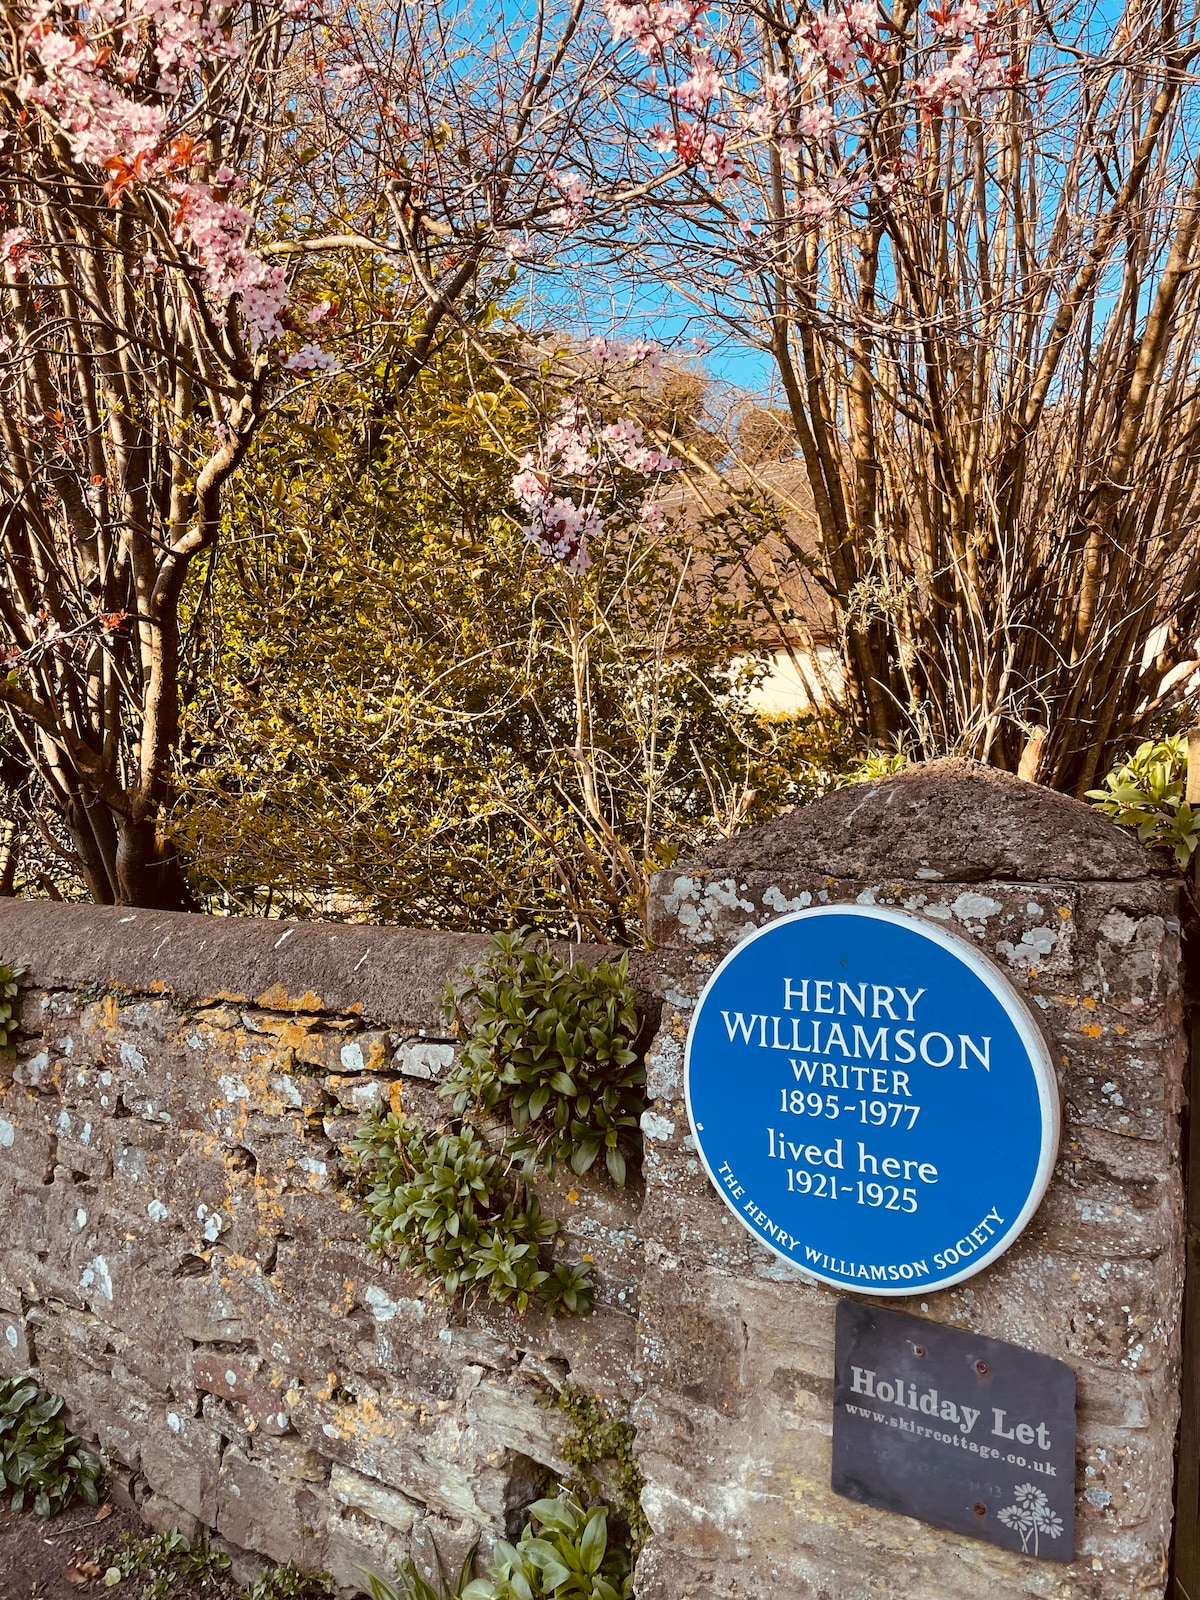 HENRY
WILLIAMSON
WRITER
1895-1977
lived here
1921-1925
THE HENRY WILLIAMSON SOCIETY
Holiday Let
www.skirrcottage.co.uk